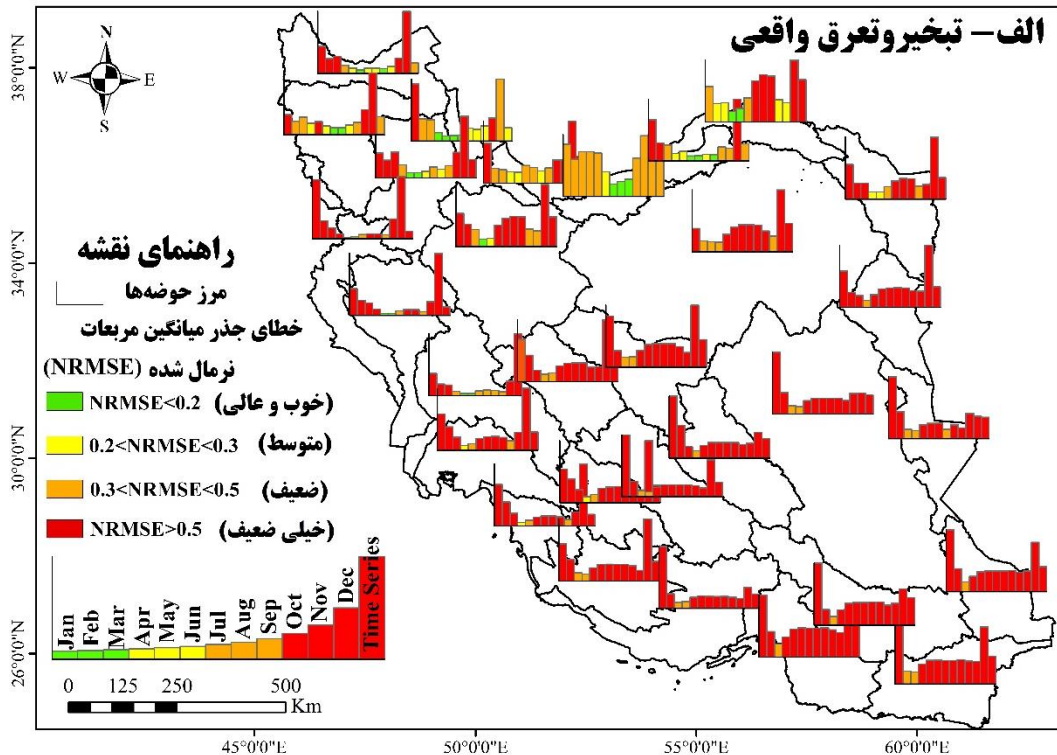 الف- تبخیروتعرق واقعی
N
W
E
S
38°0'0"N
34°0'0"N
30°0'0"N
26°0'0"N
راهنمای نقشه
مرز حوضه‌ها
خطای جذر میانگین مربعات
نرمال شده (NRMSE)
NRMSE<0.2 (خوب و عالی)
0.2<NRMSE<0.3 (متوسط)
0.3<NRMSE<0.5 (ضعیف)
NRMSE>0.5 (خیلی ضعیف)
Jan
Feb
Mar
Apr
May
Jun
Jul
Aug
Sep
Oct
Nov
Dec
Time Series
0 125 250 500
Km
45°0'0"E 50°0'0"E 55°0'0"E 60°0'0"E